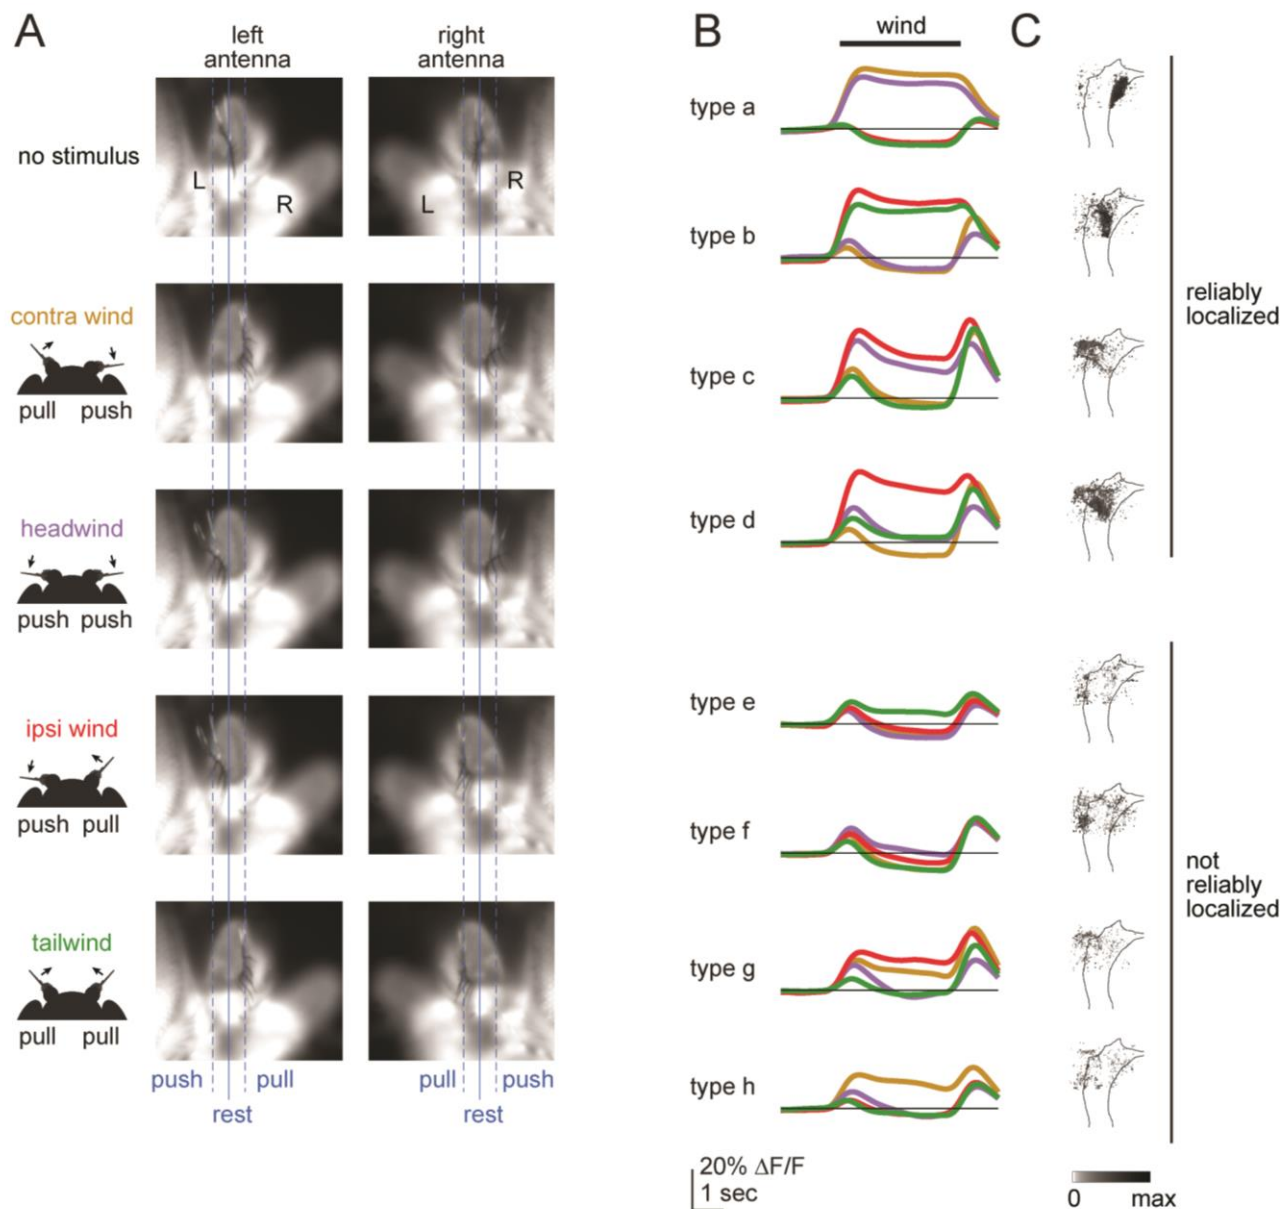 A
left
antenna
right
antenna
no stimulus
L
R
L
R
contra wind
pull push
headwind
push push
ipsi wind
push pull
tailwind
pull pull
push
pull
rest
pull
push
rest
B
wind
type a
type b
type c
type d
type e
type f
type g
type h
20% ΔF/F
1 sec
C
reliably
localized
not
reliably
localized
0 max